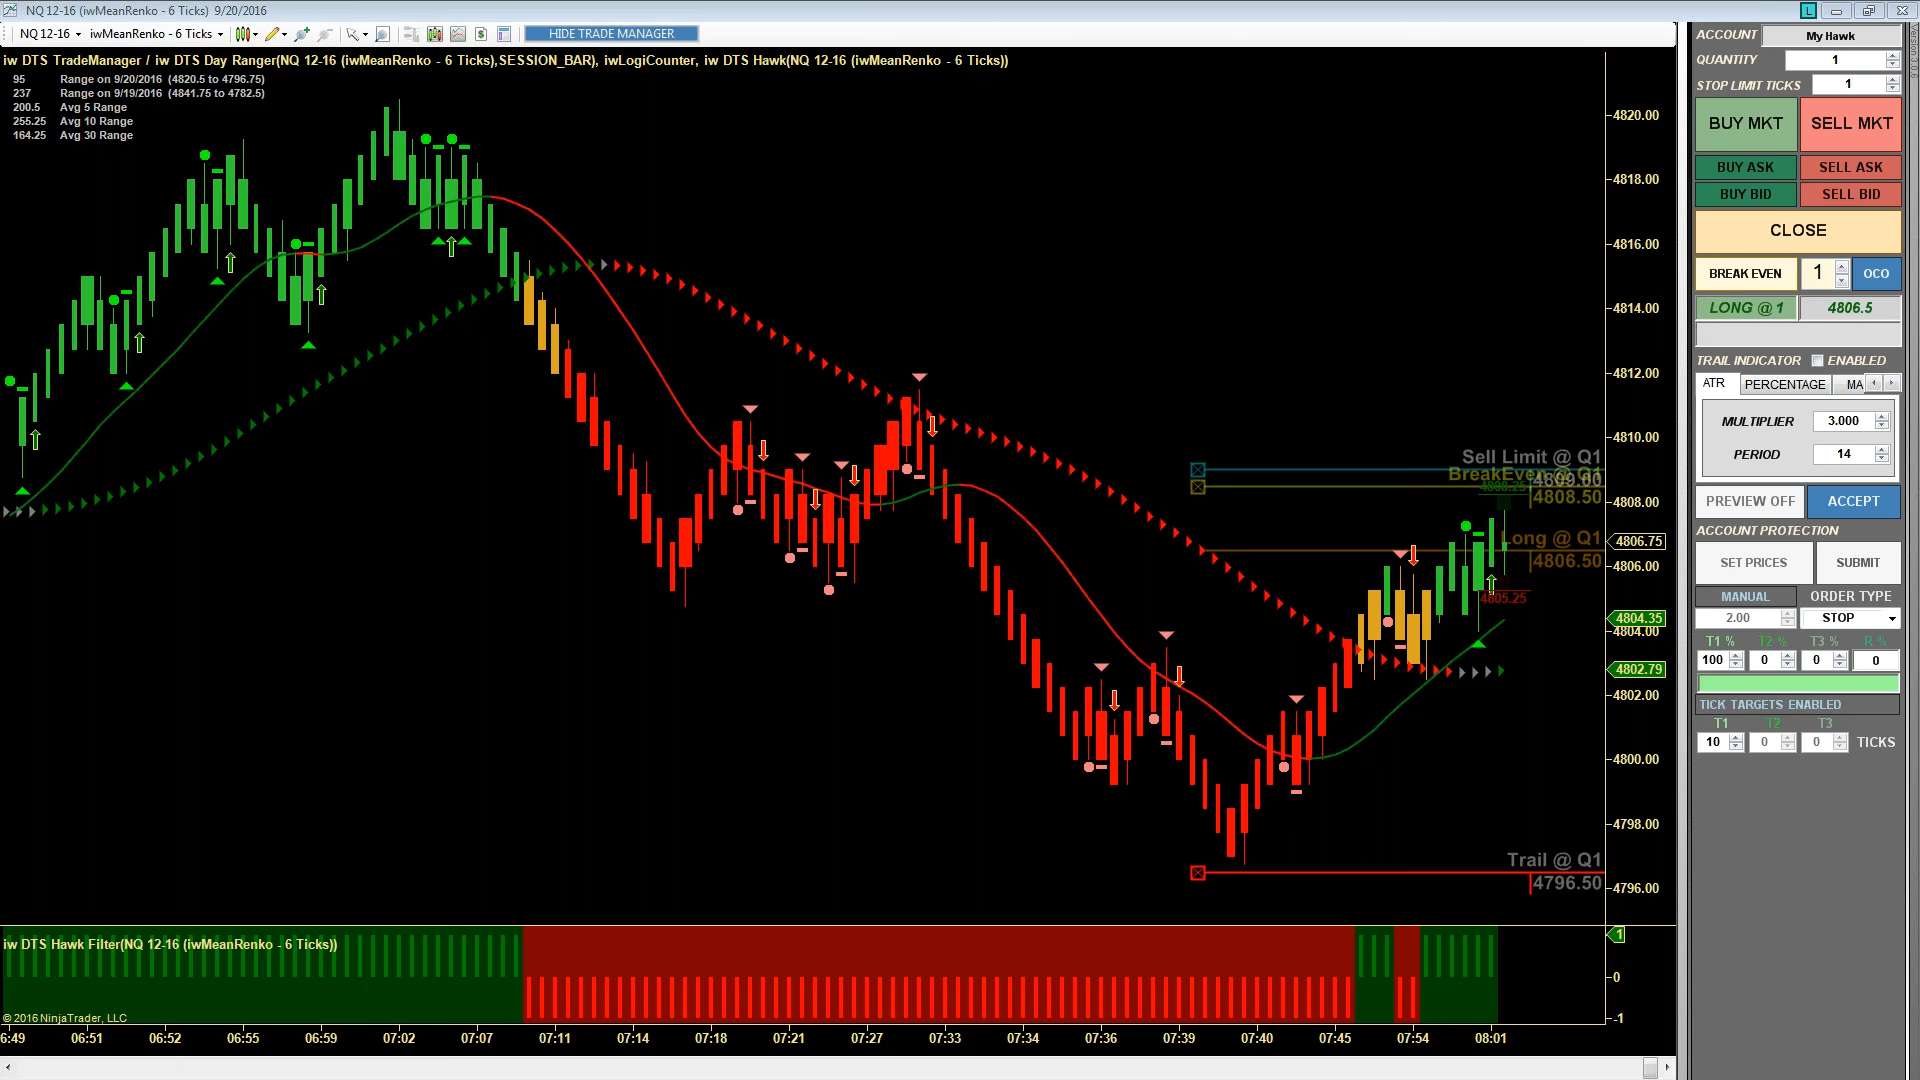 NQ 12-16 (iwMeanRenko - 6 Ticks)  9/20/2016
NQ 12-16 iwMeanRenko - 6 Ticks HIDE TRADE MANAGER
iw DTS TradeManager / iw DTS Day Ranger(NQ 12-16 (iwMeanRenko - 6 Ticks),SESSION_BAR), iwLogiCounter, iw DTS Hawk(NQ 12-16 (iwMeanRenko - 6 Ticks))
95 Range on 9/20/2016 (4820.5 to 4796.75)
237 Range on 9/19/2016 (4841.75 to 4782.5)
200.5 Avg 5 Range
255.25 Avg 10 Range
164.25 Avg 30 Range
4820.00
4818.00
4816.00
4814.00
4812.00
4810.00
4808.00
4806.75
4806.00
4804.35
4804.00
4802.79
4802.00
4800.00
4798.00
4796.00
Sell Limit @ Q1
4809.00
BreakEven @ Q1
4808.50
Long @ Q1
4806.50
4805.25
Trail @ Q1
4796.50
iw DTS Hawk Filter(NQ 12-16 (iwMeanRenko - 6 Ticks))
1
0
-1
© 2016 NinjaTrader, LLC
6:49 06:51 06:52 06:55 06:59 07:02 07:07 07:11 07:14 07:18 07:21 07:27 07:33 07:34 07:36 07:39 07:40 07:45 07:54 08:01
L
ACCOUNT My Hawk
QUANTITY 1
STOP LIMIT TICKS 1
BUY MKT SELL MKT
BUY ASK SELL ASK
BUY BID SELL BID
CLOSE
BREAK EVEN 1 OCO
LONG @ 1 4806.5
TRAIL INDICATOR ENABLED
ATR PERCENTAGE MA
MULTIPLIER 3.000
PERIOD 14
PREVIEW OFF ACCEPT
ACCOUNT PROTECTION
SET PRICES SUBMIT
MANUAL ORDER TYPE
2.00 STOP
T1 % T2 % T3 % R %
100 0 0 0
TICK TARGETS ENABLED
T1 T2 T3
10 0 0 TICKS